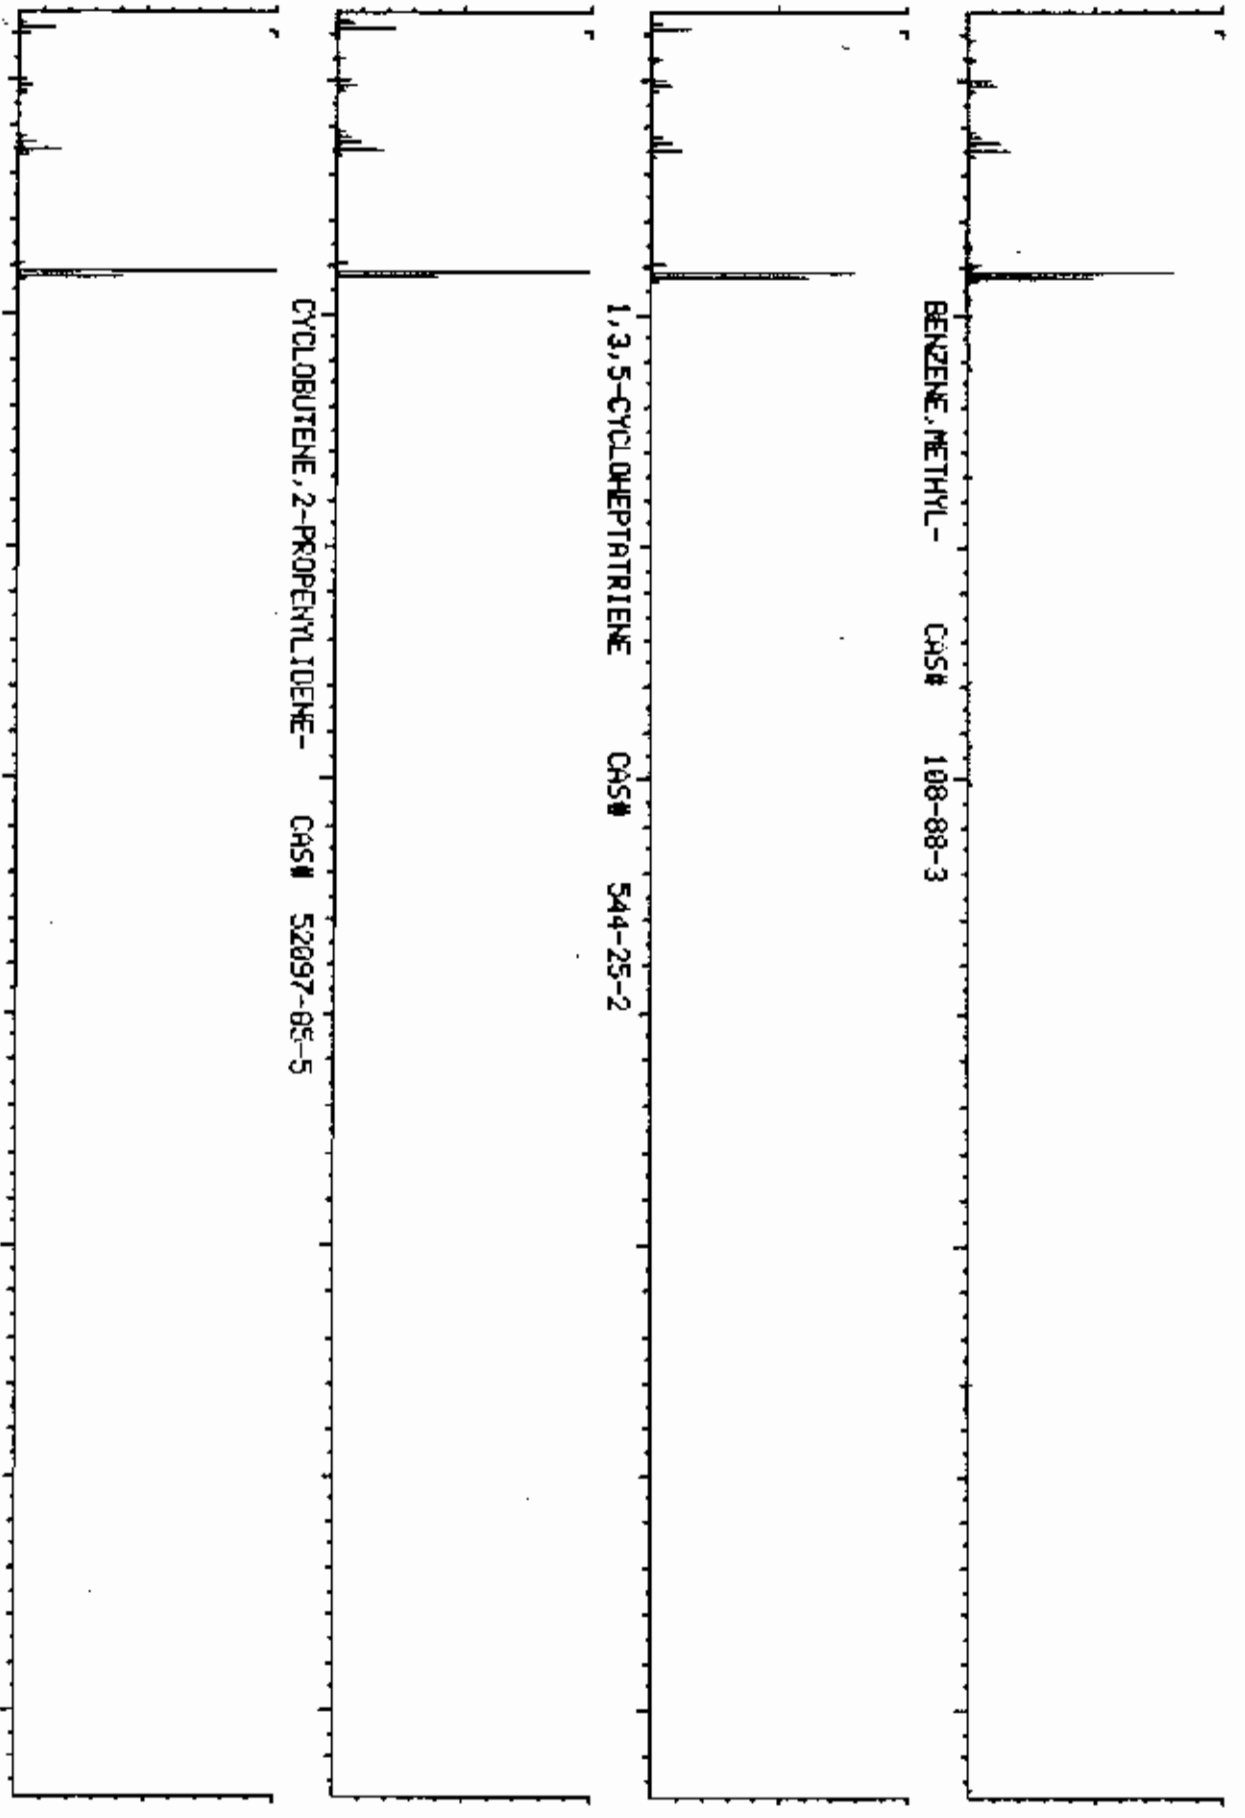 BENZENE,METHYL- CAS# 108-88-3
1,3,5-CYCLOHEPTATRIENE CAS# 544-25-2
CYCLOBUTENE,2-PROPENYLIDENE- CAS# 52097-85-5